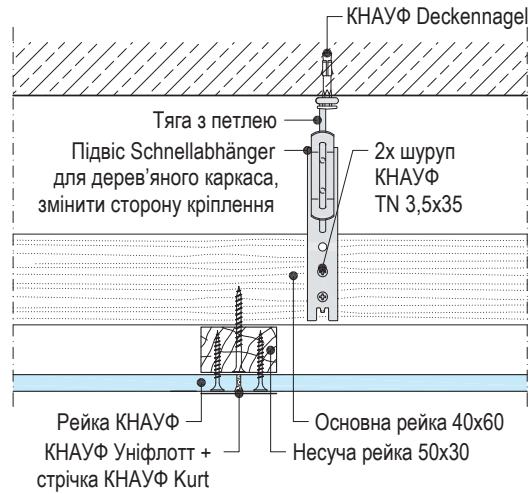 КНАУФ Deckennagel
Тяга з петлею
Підвіс Schnellabhänger
для дерев’яного каркаса,
змінити сторону кріплення
2x шуруп
КНАУФ
TN 3,5x35
Рейка КНАУФ
КНАУФ Уніфлотт +
стрічка КНАУФ Kurt
Основна рейка 40x60
Несуча рейка 50x30